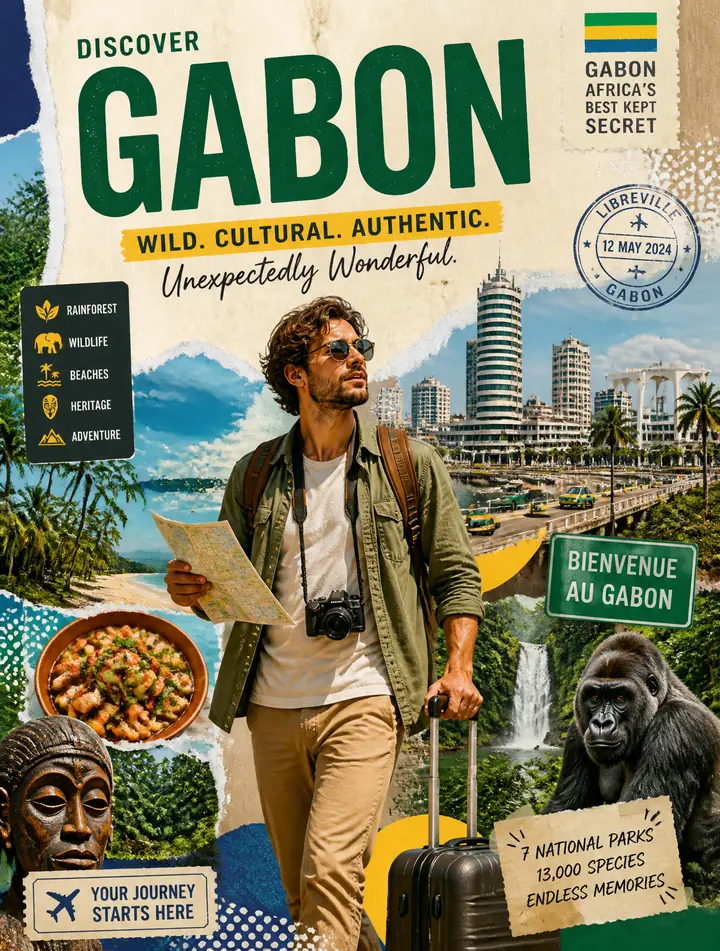 DISCOVER
GABON
WILD. CULTURAL. AUTHENTIC.
Unexpectedly Wonderful.
GABON
AFRICA'S
BEST KEPT
SECRET
LIBREVILLE
12 MAY 2024
GABON
RAINFOREST
WILDLIFE
BEACHES
HERITAGE
ADVENTURE
BIENVENUE
AU GABON
7 NATIONAL PARKS
13,000 SPECIES
ENDLESS MEMORIES
YOUR JOURNEY
STARTS HERE